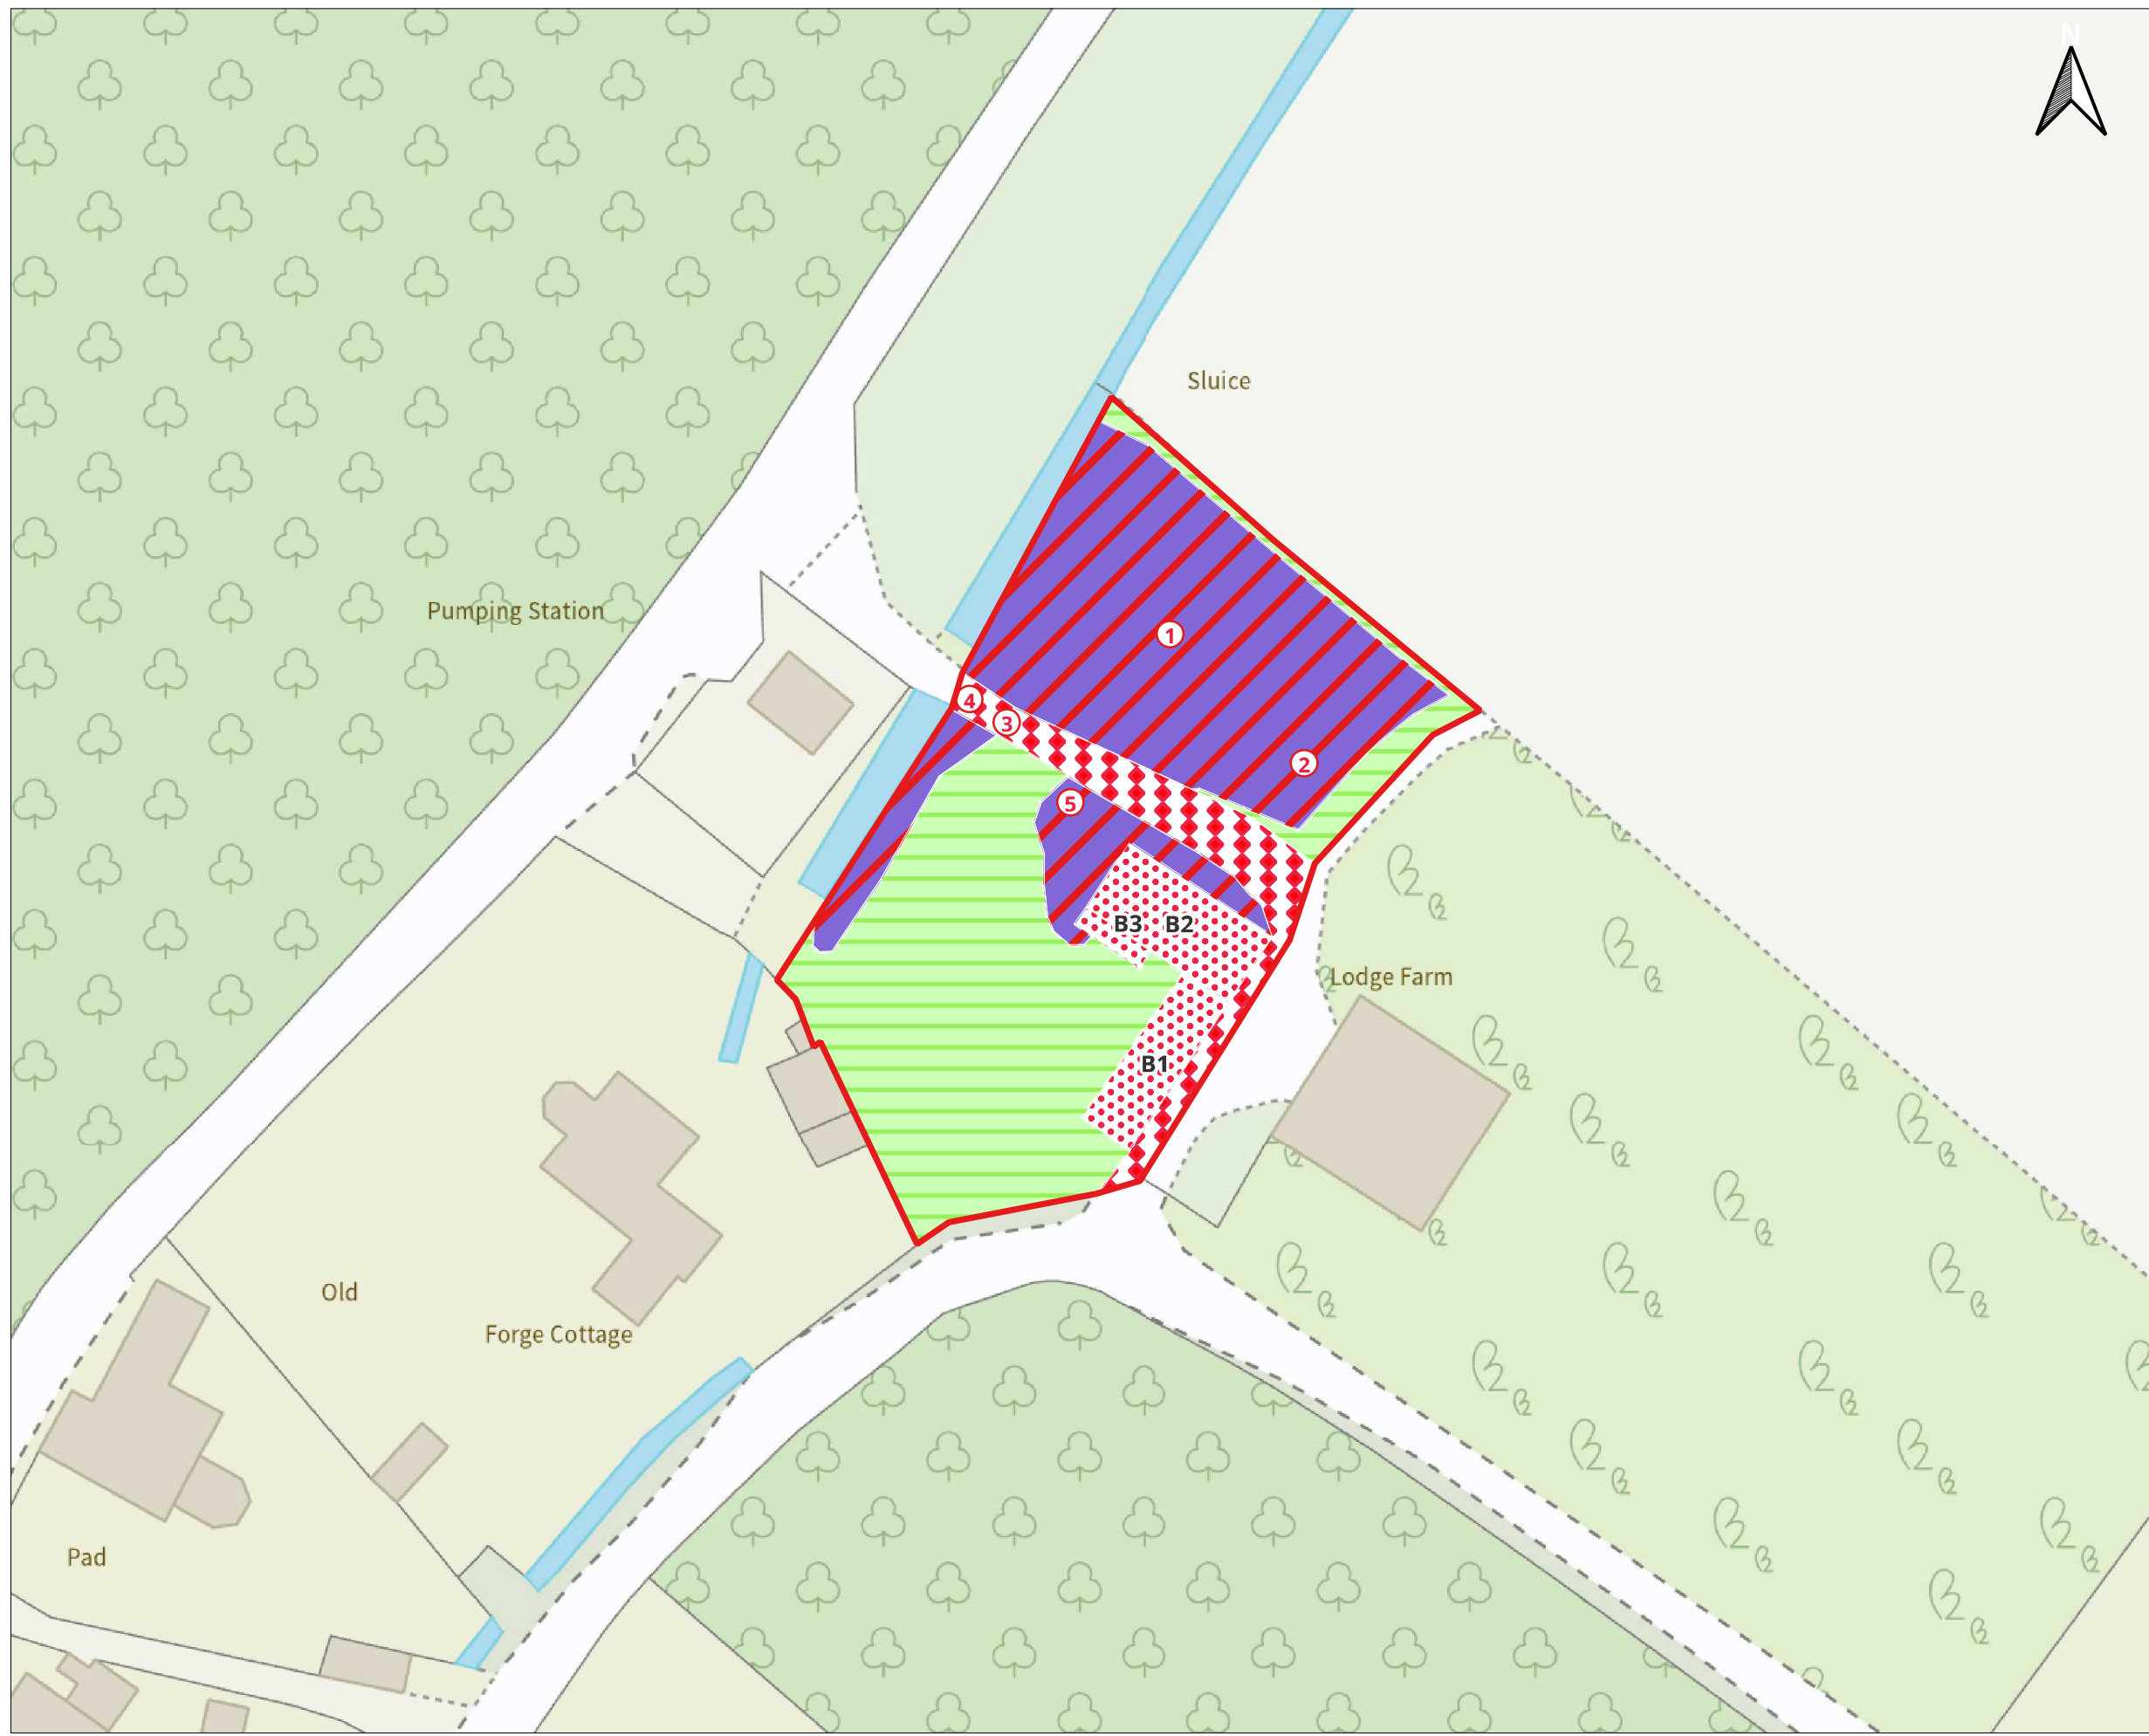 N
Sluice
Pumping Station
1
4
3
2
5
B3
B2
Lodge Farm
B1
Old
Forge Cottage
Pad